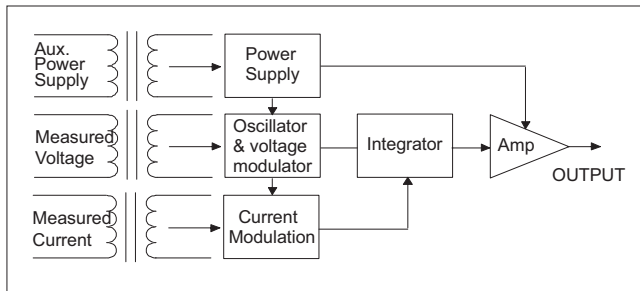 Aux.
Power
Supply
Power
Supply
Measured
Voltage
Oscillator
& voltage
modulator
Integrator
Amp
OUTPUT
Measured
Current
Current
Modulation